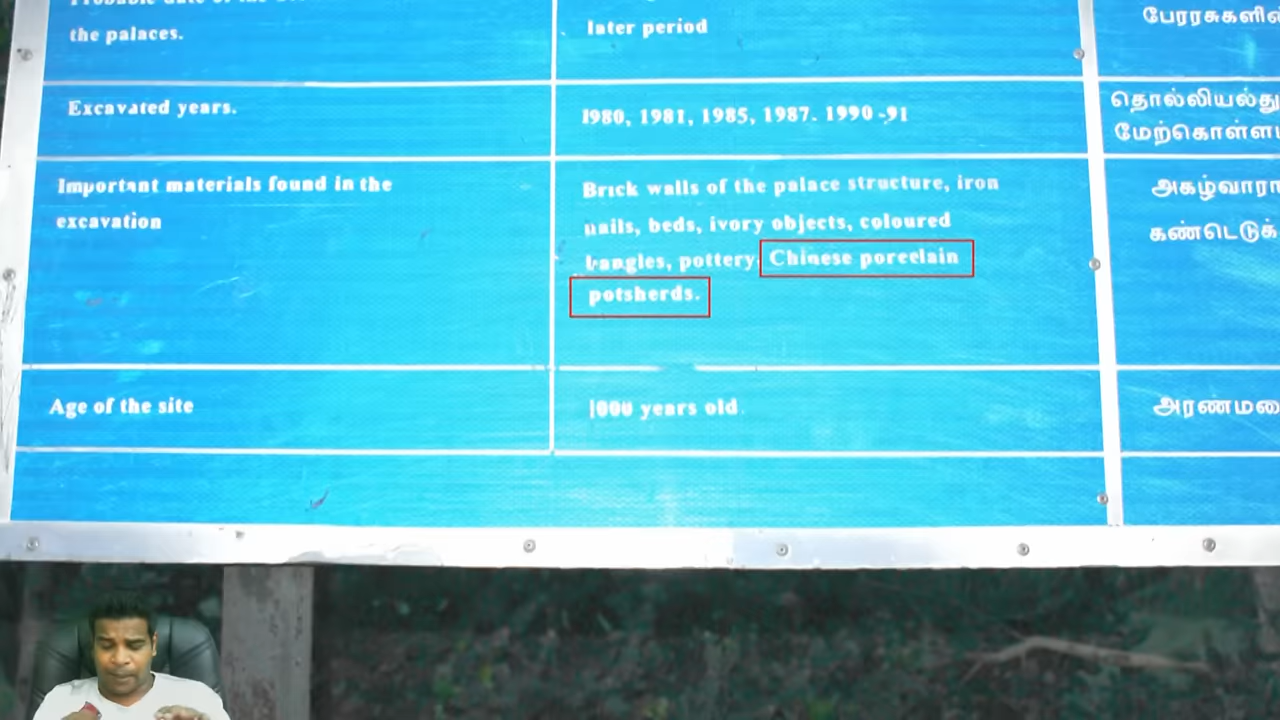 the palaces.
later period
Excavated years.
1980, 1981, 1985, 1987. 1990 -91
Important materials found in the
excavation
Brick walls of the palace structure, iron
nails, beds, ivory objects, coloured
bangles, pottery, Chinese porcelain
potsherds.
Age of the site
1000 years old
பேரரசுகளின்
தொல்லியல்து
மேற்கொள்ளப
அகழ்வாரா
கண்டெடுக்
அரணமனை